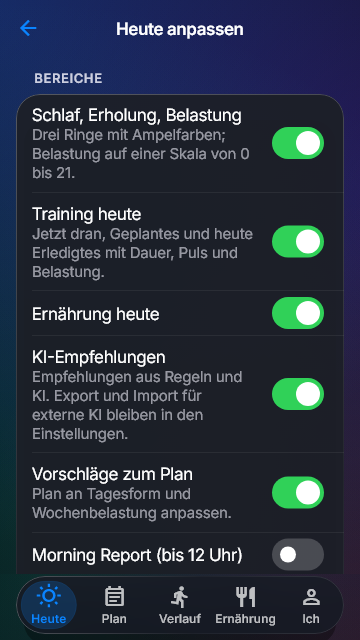 Heute anpassen
BEREICHE
Schlaf, Erholung, Belastung
Drei Ringe mit Ampelfarben;
Belastung auf einer Skala von 0
bis 21.
Training heute
Jetzt dran, Geplantes und heute
Erledigtes mit Dauer, Puls und
Belastung.
Ernährung heute
KI-Empfehlungen
Empfehlungen aus Regeln und
KI. Export und Import für
externe KI bleiben in den
Einstellungen.
Vorschläge zum Plan
Plan an Tagesform und
Wochenbelastung anpassen.
Morning Report (bis 12 Uhr)
Heute Plan Verlauf Ernährung Ich